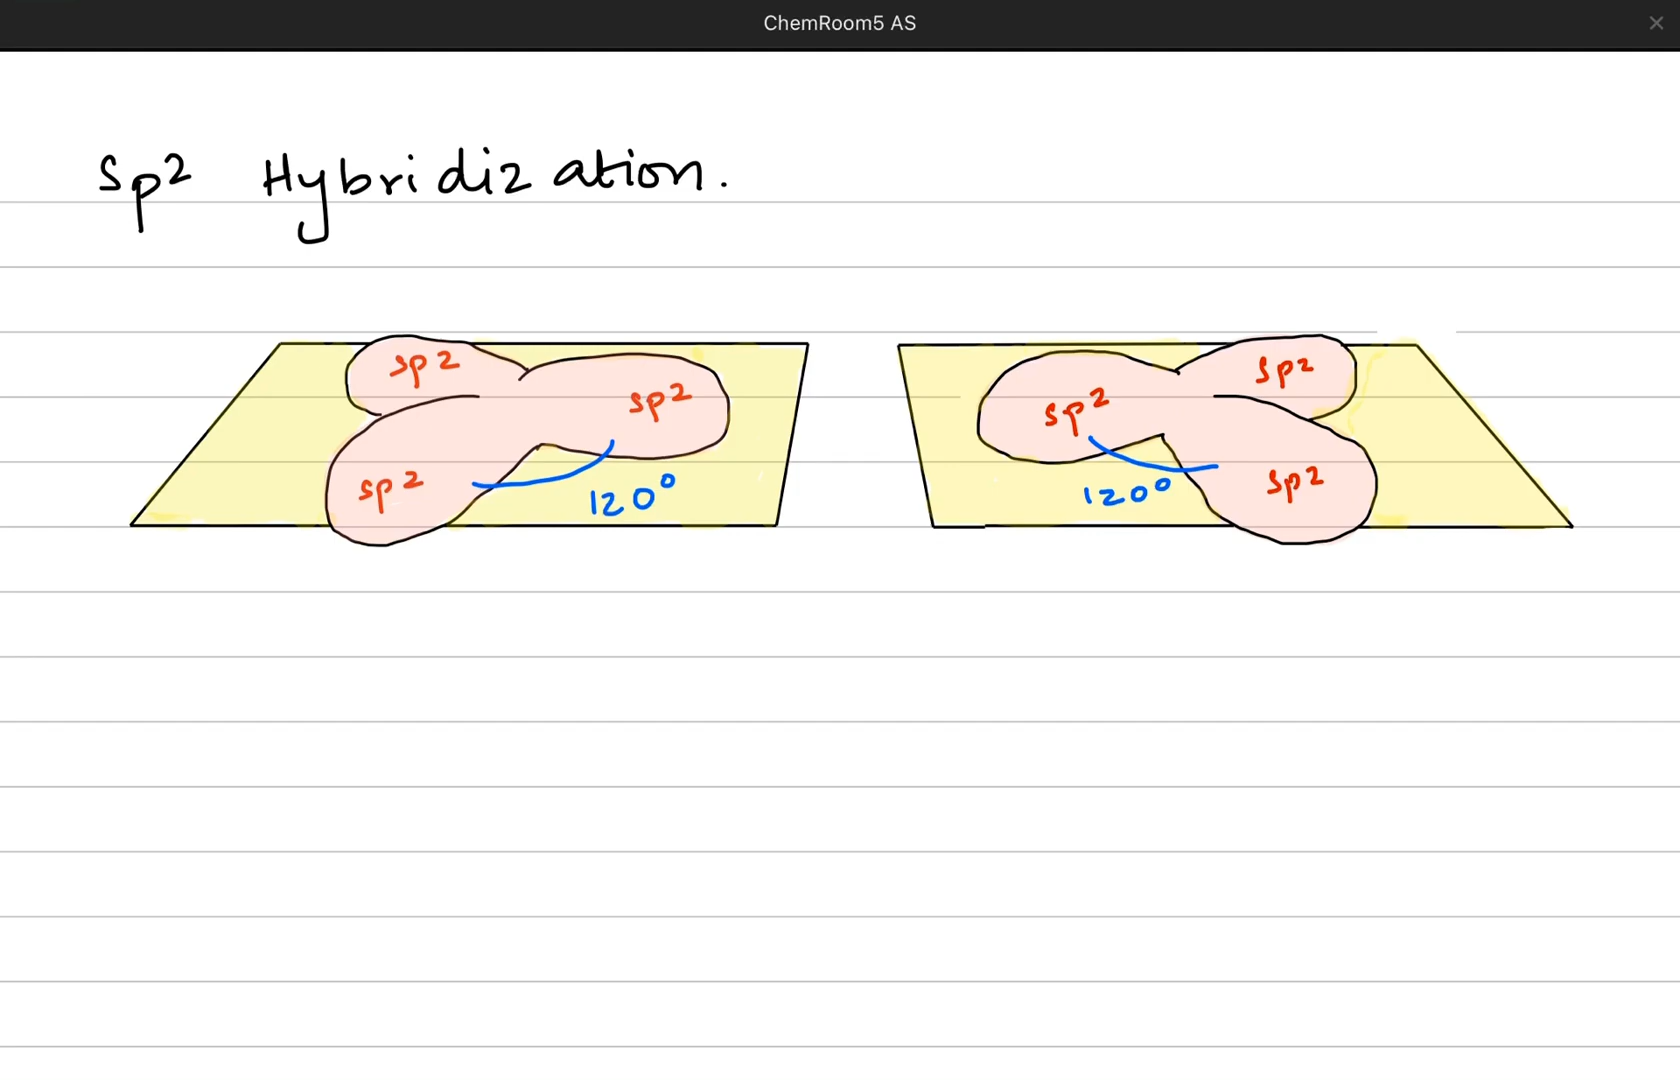 ChemRoom5 AS
Sp² Hybridization.
sp²
sp²
sp²
120°
sp²
sp²
sp²
120°